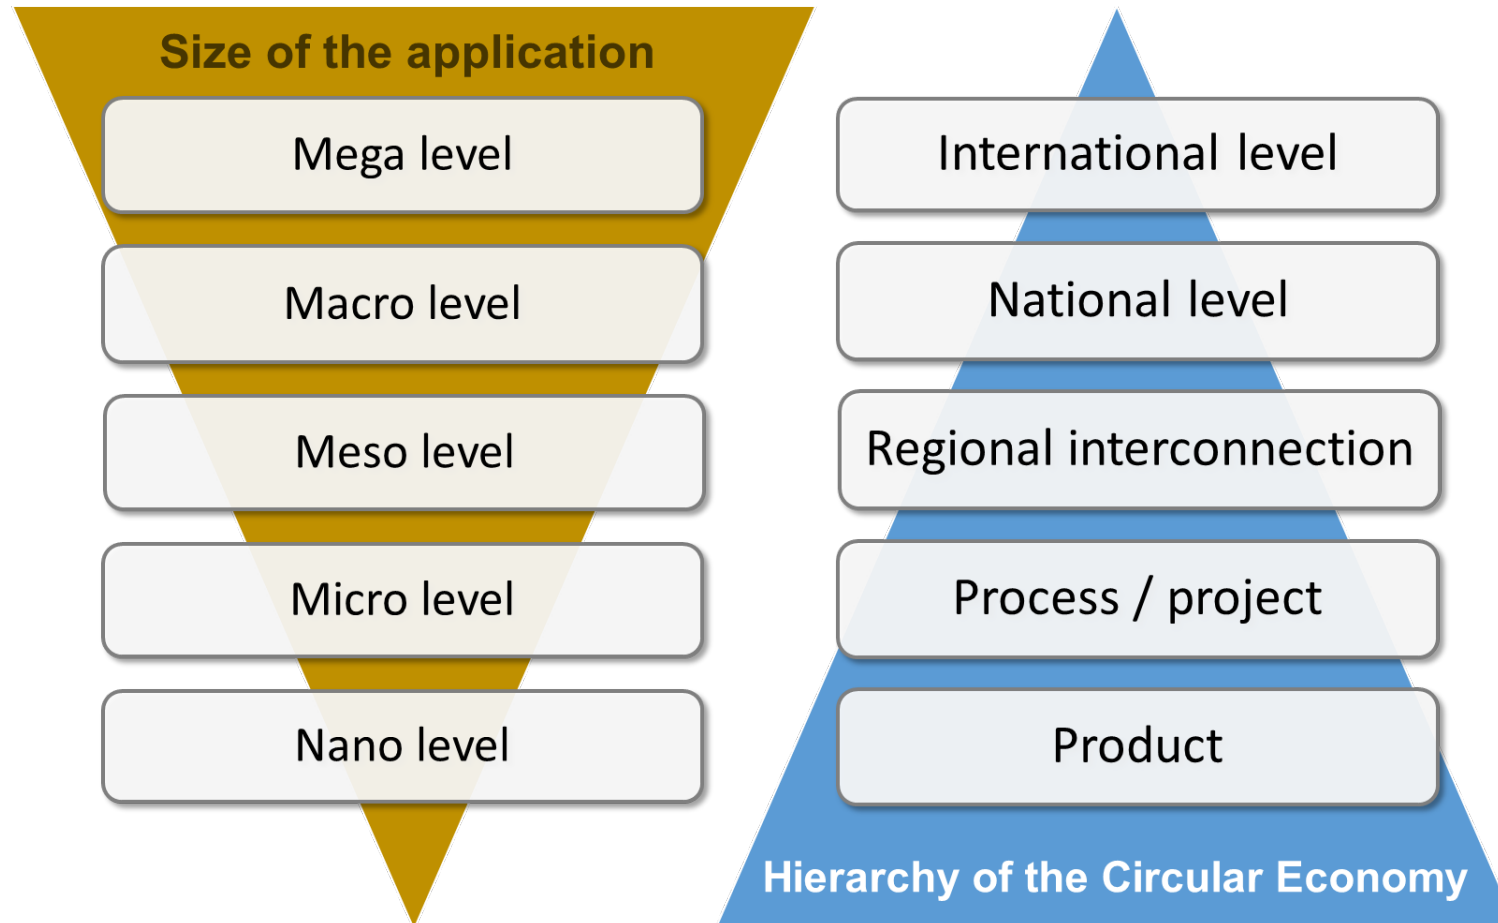 Size of the application
Mega level
Macro level
Meso level
Micro level
Nano level
International level
National level
Regional interconnection
Process / project
Product
Hierarchy of the Circular Economy